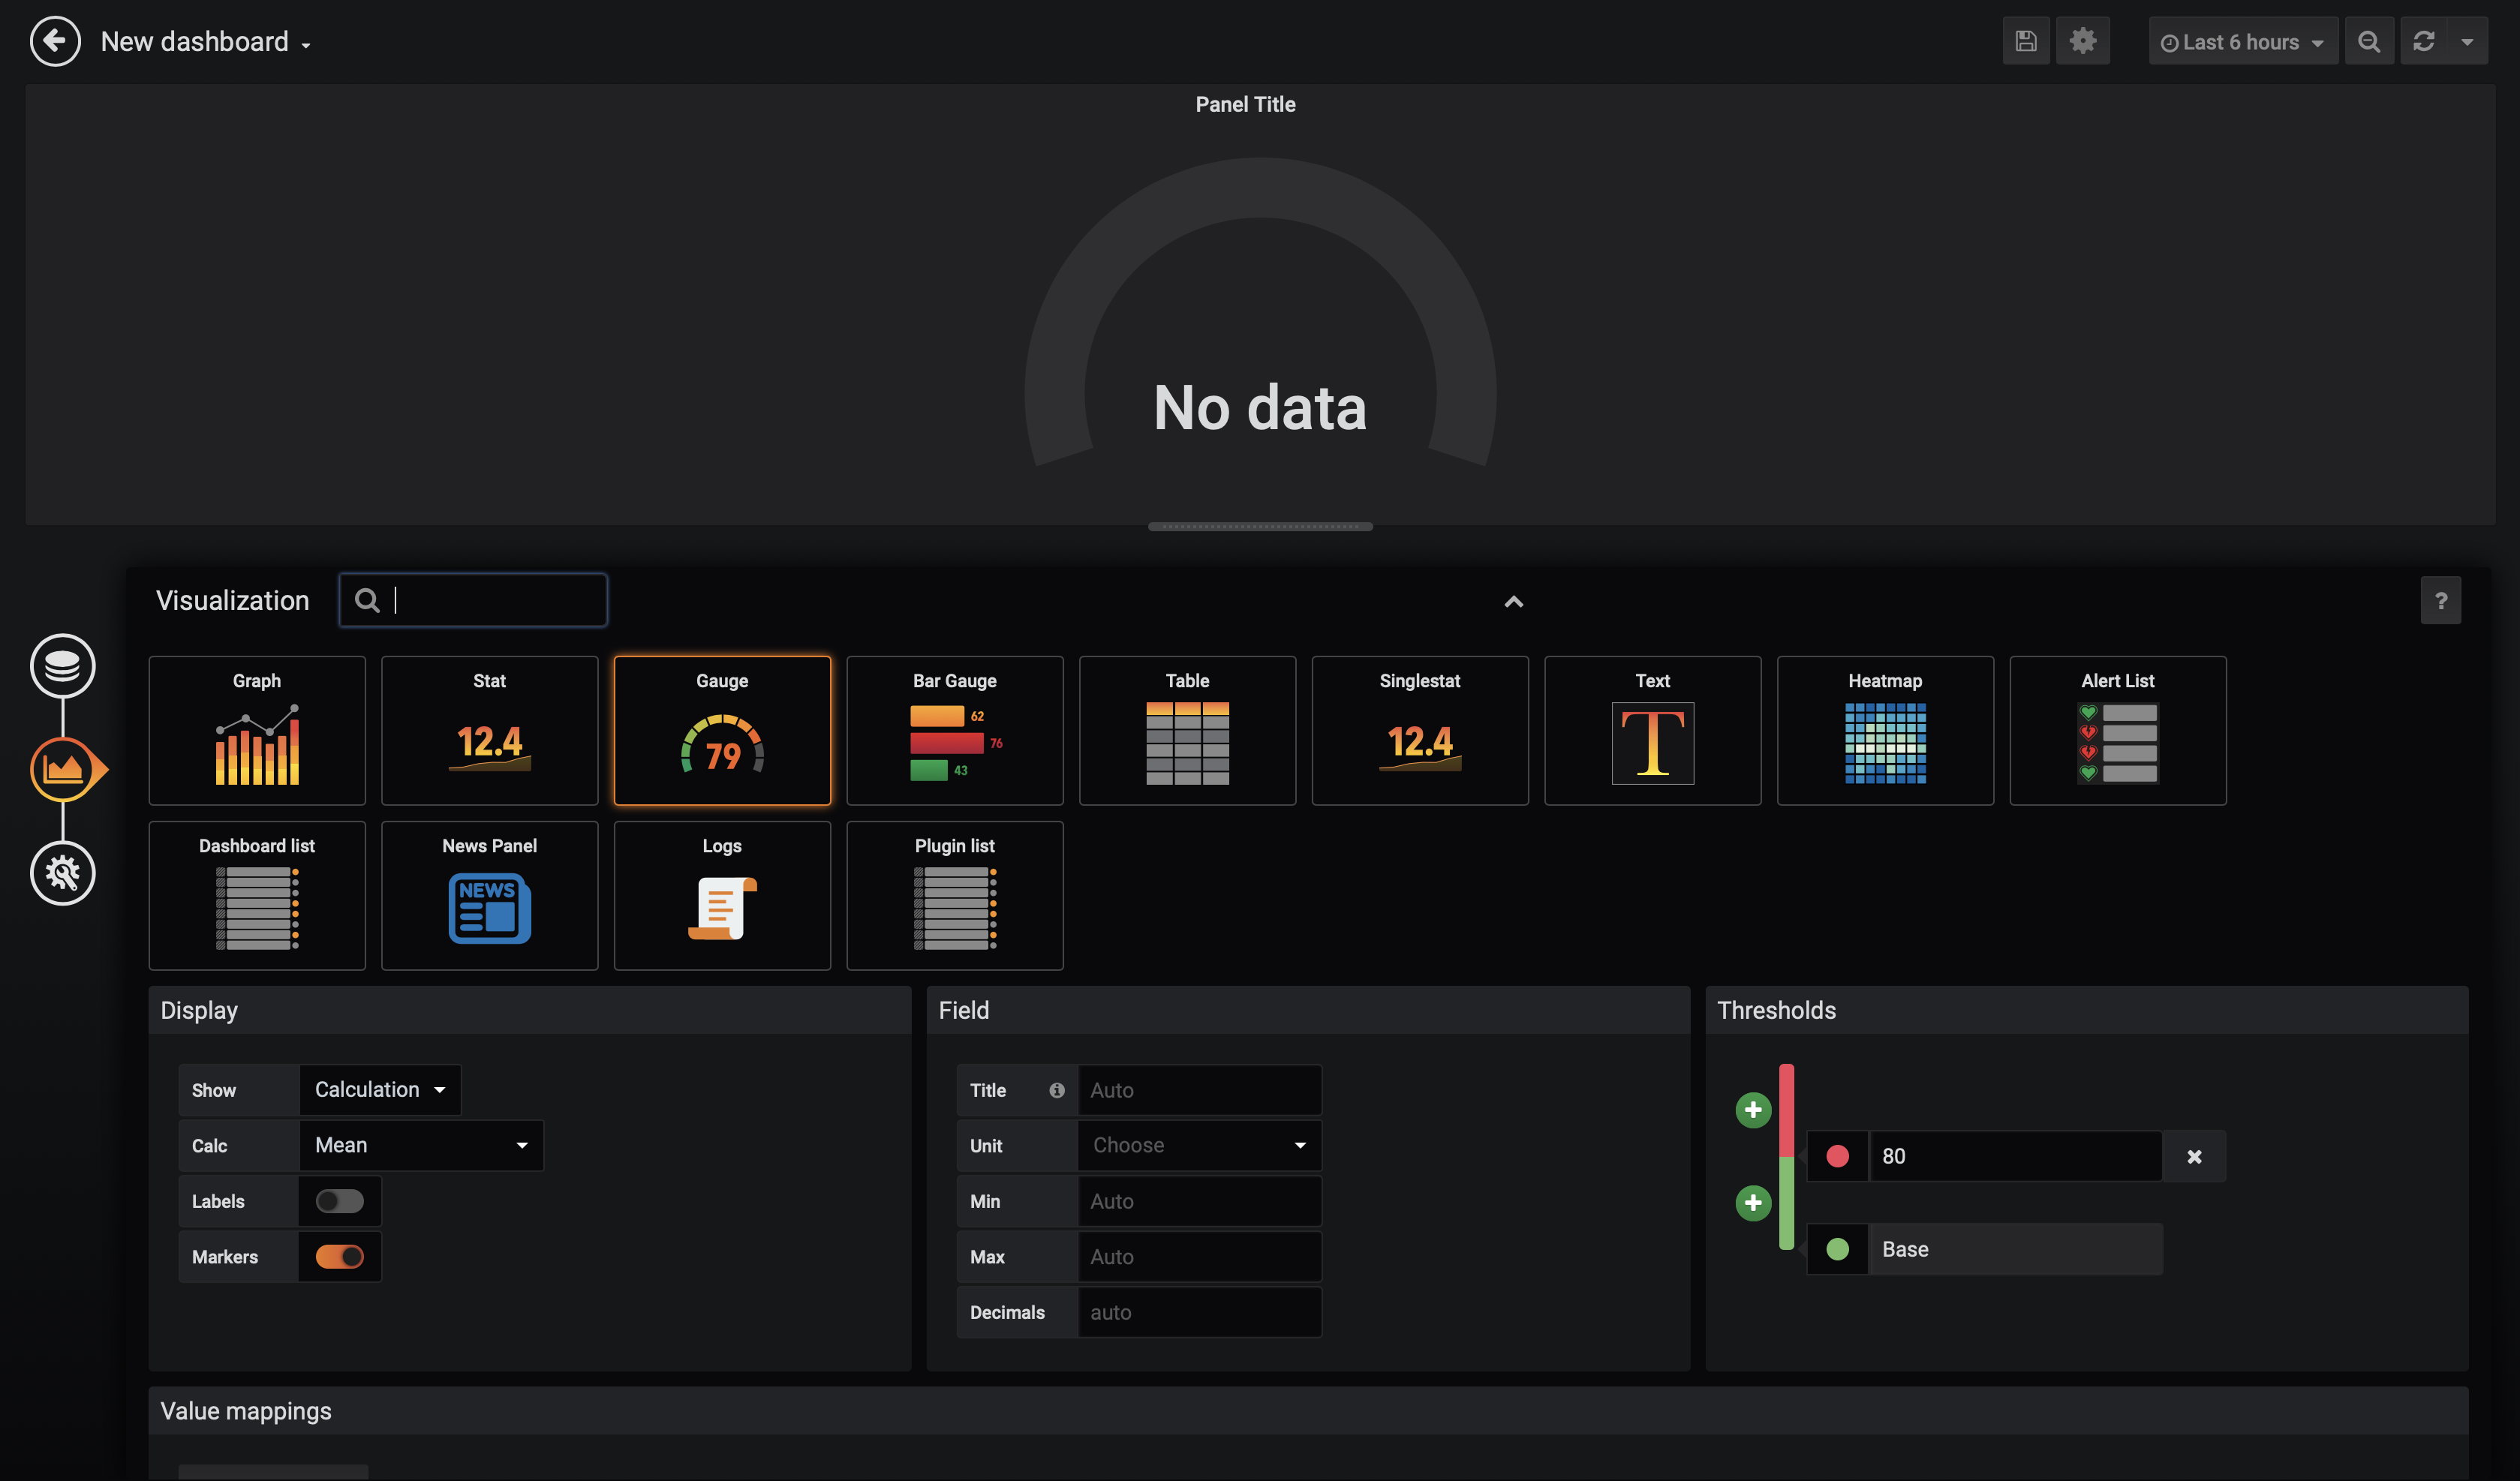 New dashboard
Last 6 hours
Panel Title
No data
Visualization
?
Graph
Stat
Gauge
Bar Gauge
Table
Singlestat
Text
Heatmap
Alert List
12.4
79
62
76
43
12.4
T
Dashboard list
News Panel
Logs
Plugin list
NEWS
Display
Field
Thresholds
Show
Calculation
Title
Auto
Calc
Mean
Unit
Choose
80
Labels
Min
Auto
Markers
Max
Auto
Base
Decimals
auto
Value mappings